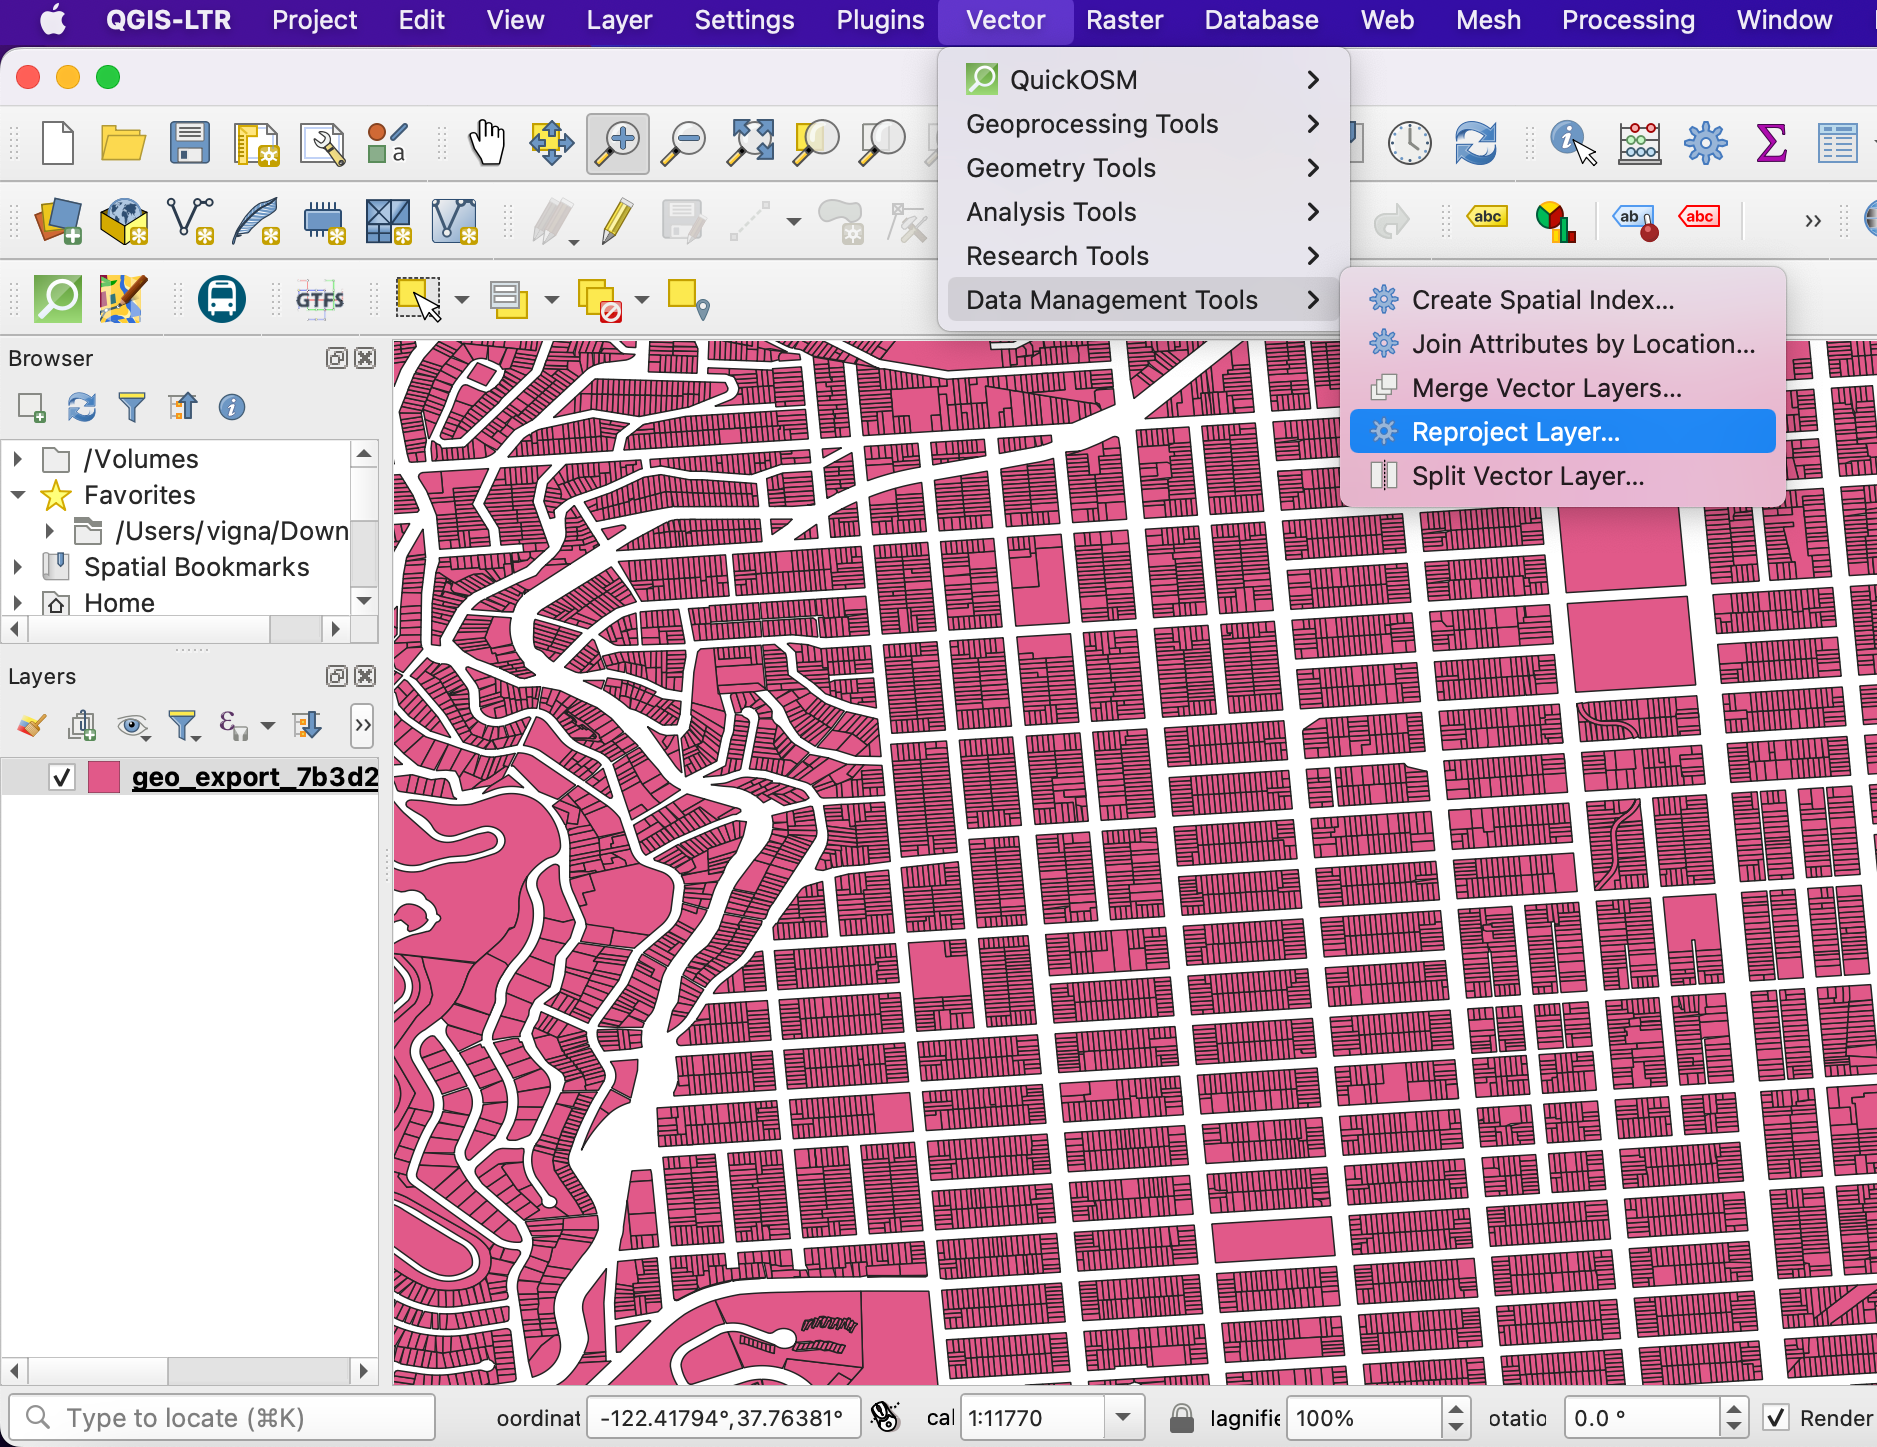 QGIS-LTR Project Edit View Layer Settings Plugins Vector Raster Database Web Mesh Processing Window
QuickOSM
Geoprocessing Tools
Geometry Tools
Analysis Tools
Research Tools
Data Management Tools
Create Spatial Index...
Join Attributes by Location...
Merge Vector Layers...
Reproject Layer...
Split Vector Layer...
a
abc ab abc »
GTFS
Browser
/Volumes
Favorites
/Users/vigna/Down
Spatial Bookmarks
Home
Layers
ε »
geo_export_7b3d2
Type to locate (⌘K) oordinat -122.41794°,37.76381° cal 1:11770 lagnifie 100% otatio 0.0 ° Render